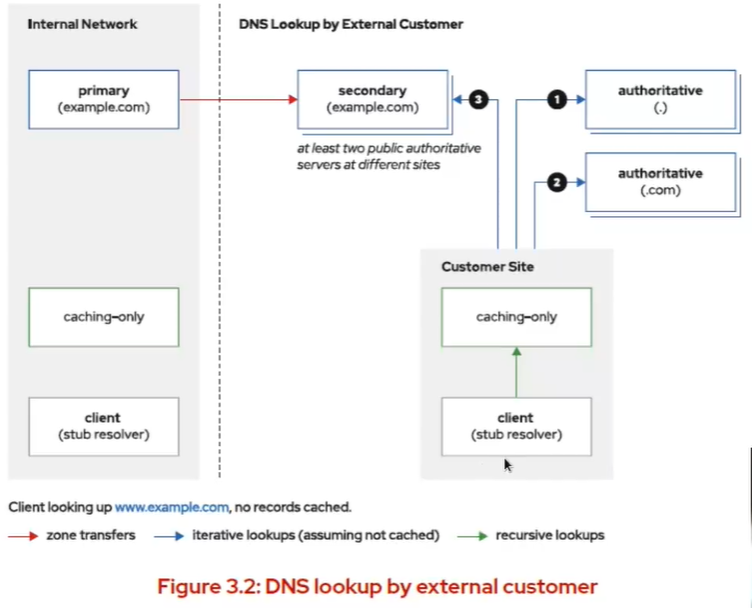 Internal Network
DNS Lookup by External Customer
primary
(example.com)
secondary
(example.com)
3
1
authoritative
(.)
at least two public authoritative
servers at different sites
2
authoritative
(.com)
Customer Site
caching-only
caching-only
client
(stub resolver)
client
(stub resolver)
Client looking up www.example.com, no records cached.
zone transfers
iterative lookups (assuming not cached)
recursive lookups
Figure 3.2: DNS lookup by external customer